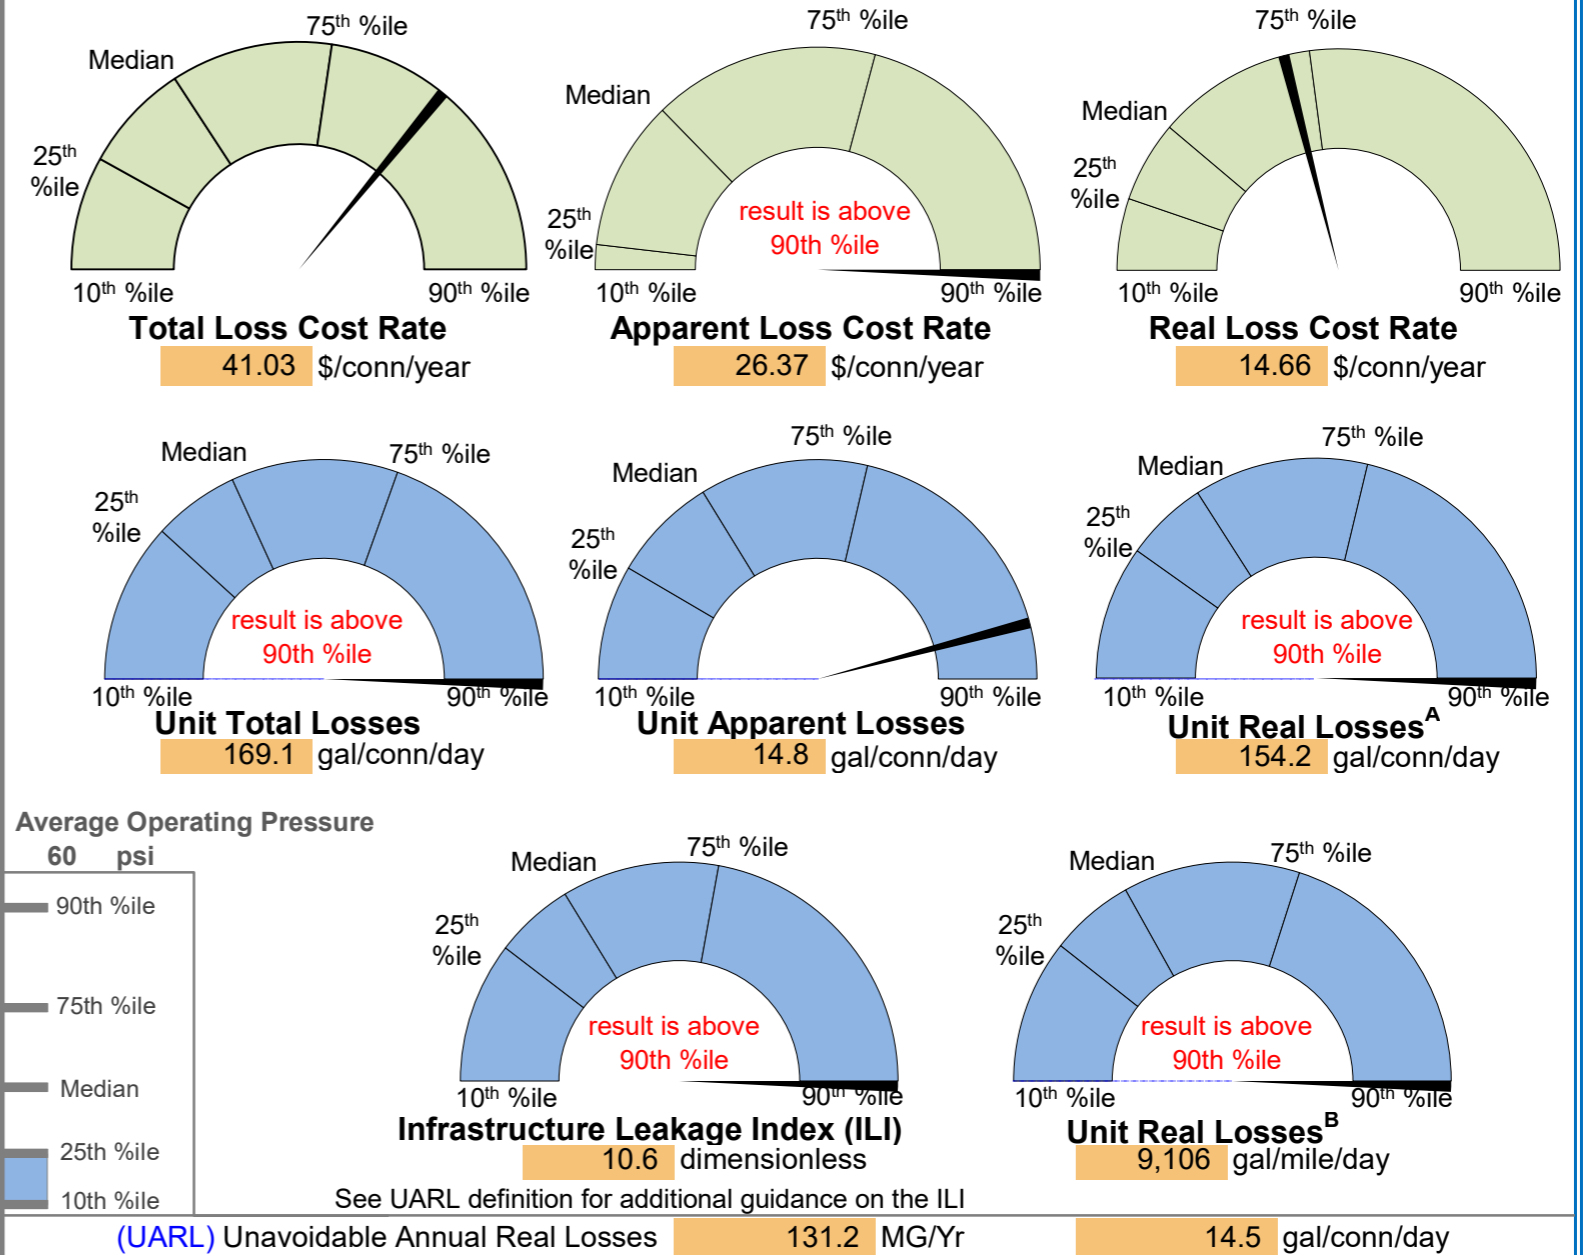 75th %ile
Median
25th
%ile
10th %ile
90th %ile
Total Loss Cost Rate
41.03 $/conn/year
75th %ile
Median
25th
%ile
result is above
90th %ile
10th %ile
90th %ile
Apparent Loss Cost Rate
26.37 $/conn/year
75th %ile
Median
25th
%ile
10th %ile
90th %ile
Real Loss Cost Rate
14.66 $/conn/year
Median
75th %ile
25th
%ile
result is above
90th %ile
10th %ile
90th %ile
Unit Total Losses
169.1 gal/conn/day
75th %ile
Median
25th
%ile
10th %ile
90th %ile
Unit Apparent Losses
14.8 gal/conn/day
75th %ile
Median
25th
%ile
result is above
90th %ile
10th %ile
90th %ile
Unit Real Losses^A
154.2 gal/conn/day
Average Operating Pressure
60 psi
90th %ile
75th %ile
Median
25th %ile
10th %ile
75th %ile
Median
25th
%ile
result is above
90th %ile
10th %ile
90th %ile
Infrastructure Leakage Index (ILI)
10.6 dimensionless
See UARL definition for additional guidance on the ILI
75th %ile
Median
25th
%ile
result is above
90th %ile
10th %ile
90th %ile
Unit Real Losses^B
9,106 gal/mile/day
(UARL) Unavoidable Annual Real Losses 131.2 MG/Yr 14.5 gal/conn/day